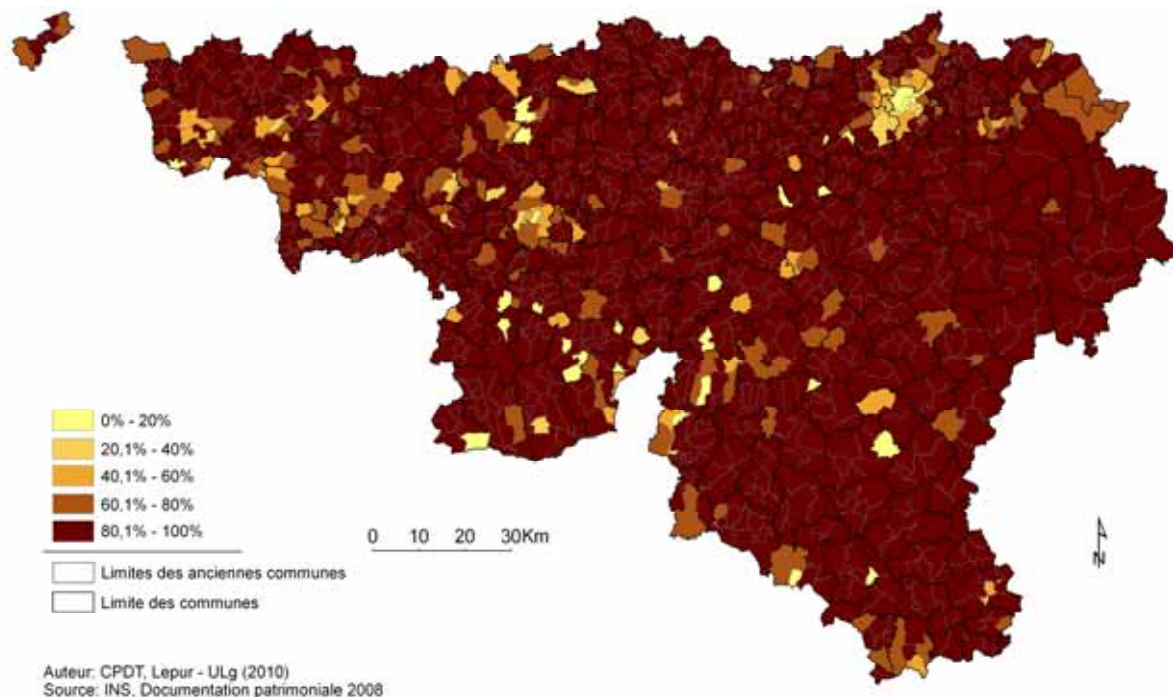 0% - 20%
20,1% - 40%
40,1% - 60%
60,1% - 80%
80,1% - 100%
0 10 20 30Km
Limites des anciennes communes
Limite des communes
N
Auteur: CPDT, Lepur - ULg (2010)
Source: INS, Documentation patrimoniale 2008